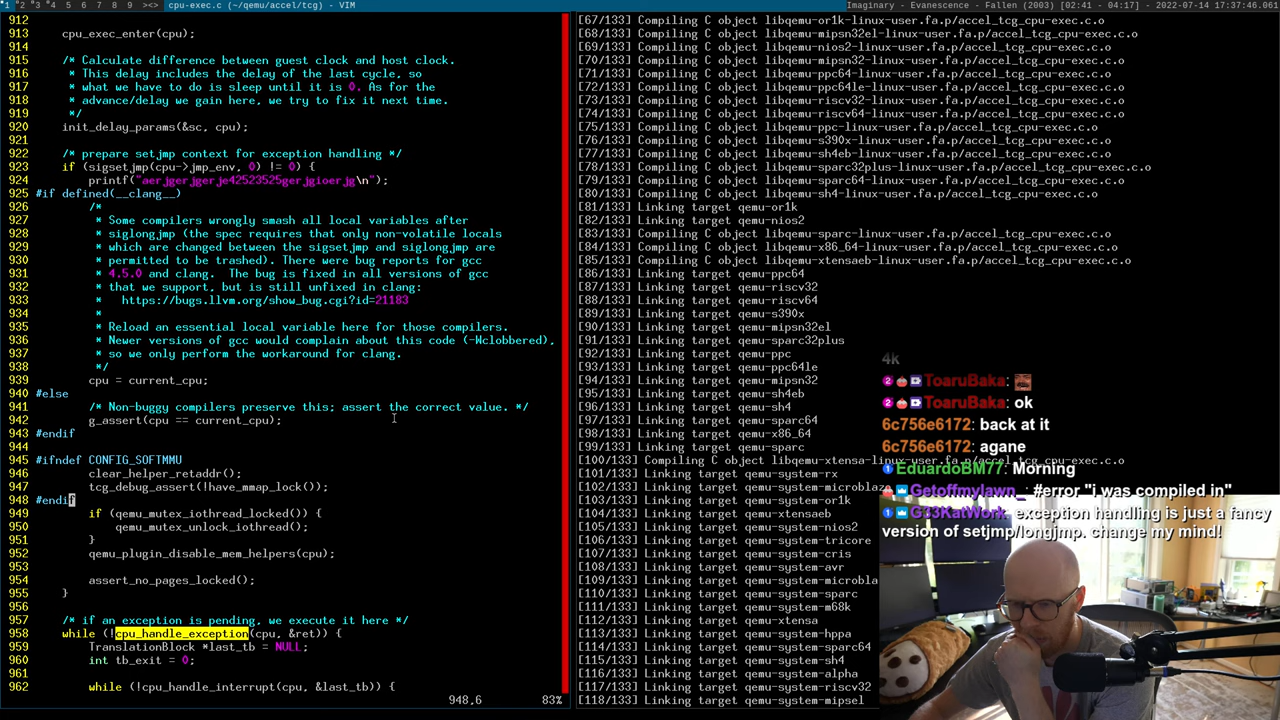 1 2 3 4 5 ><> cpu-exec.c (~/qemu/accel/tcg) - VIM
Imaginary - Evanescence - Fallen (2003) [02:41 - 04:17] - 2022-07-14 17:37:46.061
912
913     cpu_exec_enter(cpu);
914
915     /* Calculate difference between guest clock and host clock.
916      * This delay includes the delay of the last cycle, so
917      * what we have to do is sleep until it is 0. As for the
918      * advance/delay we gain here, we try to fix it next time.
919      */
920     init_delay_params(&sc, cpu);
921
922     /* prepare setjmp context for exception handling */
923     if (sigsetjmp(cpu->jmp_env, 0) != 0) {
924         printf("aerjgerjgerje42523525gerjgioerjg\n");
925 #if defined(__clang__)
926         /*
927          * Some compilers wrongly smash all local variables after
928          * siglongjmp (the spec requires that only non-volatile locals
929          * which are changed between the sigsetjmp and siglongjmp are
930          * permitted to be trashed). There were bug reports for gcc
931          * 4.5.0 and clang.  The bug is fixed in all versions of gcc
932          * that we support, but is still unfixed in clang:
933          *   https://bugs.llvm.org/show_bug.cgi?id=21183
934          *
935          * Reload an essential local variable here for those compilers.
936          * Newer versions of gcc would complain about this code (-Wclobbered),
937          * so we only perform the workaround for clang.
938          */
939         cpu = current_cpu;
940 #else
941         /* Non-buggy compilers preserve this; assert the correct value. */
942         g_assert(cpu == current_cpu);
943 #endif
944
945 #ifndef CONFIG_SOFTMMU
946         clear_helper_retaddr();
947         tcg_debug_assert(!have_mmap_lock());
948 #endif
949         if (qemu_mutex_iothread_locked()) {
950             qemu_mutex_unlock_iothread();
951         }
952         qemu_plugin_disable_mem_helpers(cpu);
953
954         assert_no_pages_locked();
955     }
956
957     /* if an exception is pending, we execute it here */
958     while (!cpu_handle_exception(cpu, &ret)) {
959         TranslationBlock *last_tb = NULL;
960         int tb_exit = 0;
961
962         while (!cpu_handle_interrupt(cpu, &last_tb)) {
948,6 83%
[67/133] Compiling C object libqemu-or1k-linux-user.fa.p/accel_tcg_cpu-exec.c.o
[68/133] Compiling C object libqemu-mipsn32el-linux-user.fa.p/accel_tcg_cpu-exec.c.o
[69/133] Compiling C object libqemu-nios2-linux-user.fa.p/accel_tcg_cpu-exec.c.o
[70/133] Compiling C object libqemu-mipsn32-linux-user.fa.p/accel_tcg_cpu-exec.c.o
[71/133] Compiling C object libqemu-ppc64-linux-user.fa.p/accel_tcg_cpu-exec.c.o
[72/133] Compiling C object libqemu-ppc64le-linux-user.fa.p/accel_tcg_cpu-exec.c.o
[73/133] Compiling C object libqemu-riscv32-linux-user.fa.p/accel_tcg_cpu-exec.c.o
[74/133] Compiling C object libqemu-riscv64-linux-user.fa.p/accel_tcg_cpu-exec.c.o
[75/133] Compiling C object libqemu-ppc-linux-user.fa.p/accel_tcg_cpu-exec.c.o
[76/133] Compiling C object libqemu-s390x-linux-user.fa.p/accel_tcg_cpu-exec.c.o
[77/133] Compiling C object libqemu-sh4eb-linux-user.fa.p/accel_tcg_cpu-exec.c.o
[78/133] Compiling C object libqemu-sparc32plus-linux-user.fa.p/accel_tcg_cpu-exec.c.o
[79/133] Compiling C object libqemu-sparc64-linux-user.fa.p/accel_tcg_cpu-exec.c.o
[80/133] Compiling C object libqemu-sh4-linux-user.fa.p/accel_tcg_cpu-exec.c.o
[81/133] Linking target qemu-or1k
[82/133] Linking target qemu-nios2
[83/133] Compiling C object libqemu-sparc-linux-user.fa.p/accel_tcg_cpu-exec.c.o
[84/133] Compiling C object libqemu-x86_64-linux-user.fa.p/accel_tcg_cpu-exec.c.o
[85/133] Compiling C object libqemu-xtensaeb-linux-user.fa.p/accel_tcg_cpu-exec.c.o
[86/133] Linking target qemu-ppc64
[87/133] Linking target qemu-riscv32
[88/133] Linking target qemu-riscv64
[89/133] Linking target qemu-s390x
[90/133] Linking target qemu-mipsn32el
[91/133] Linking target qemu-sparc32plus
[92/133] Linking target qemu-ppc
[93/133] Linking target qemu-ppc64le
[94/133] Linking target qemu-mipsn32
[95/133] Linking target qemu-sh4eb
[96/133] Linking target qemu-sh4
[97/133] Linking target qemu-sparc64
[98/133] Linking target qemu-x86_64
[99/133] Linking target qemu-sparc
[100/133] Compiling C object libqemu-xtensa-linux-user.fa.p/accel_tcg_cpu-exec.c.o
[101/133] Linking target qemu-system-rx
[102/133] Linking target qemu-system-microblaze
[103/133] Linking target qemu-system-or1k
[104/133] Linking target qemu-xtensaeb
[105/133] Linking target qemu-system-nios2
[106/133] Linking target qemu-system-tricore
[107/133] Linking target qemu-system-cris
[108/133] Linking target qemu-system-avr
[109/133] Linking target qemu-system-microbl
[110/133] Linking target qemu-system-sparc
[111/133] Linking target qemu-system-m68k
[112/133] Linking target qemu-xtensa
[113/133] Linking target qemu-system-hppa
[114/133] Linking target qemu-system-sparc64
[115/133] Linking target qemu-system-sh4
[116/133] Linking target qemu-system-alpha
[117/133] Linking target qemu-system-riscv32
[118/133] Linking target qemu-system-mipsel
4k
ToaruBaka:
ToaruBaka: ok
6c756e6172: back at it
6c756e6172: agane
EduardoBM77: Morning
Getoffmylawn_: #error "i was compiled in"
G33KatWork: exception handling is just a fancy
version of setjmp/longjmp. change my mind!